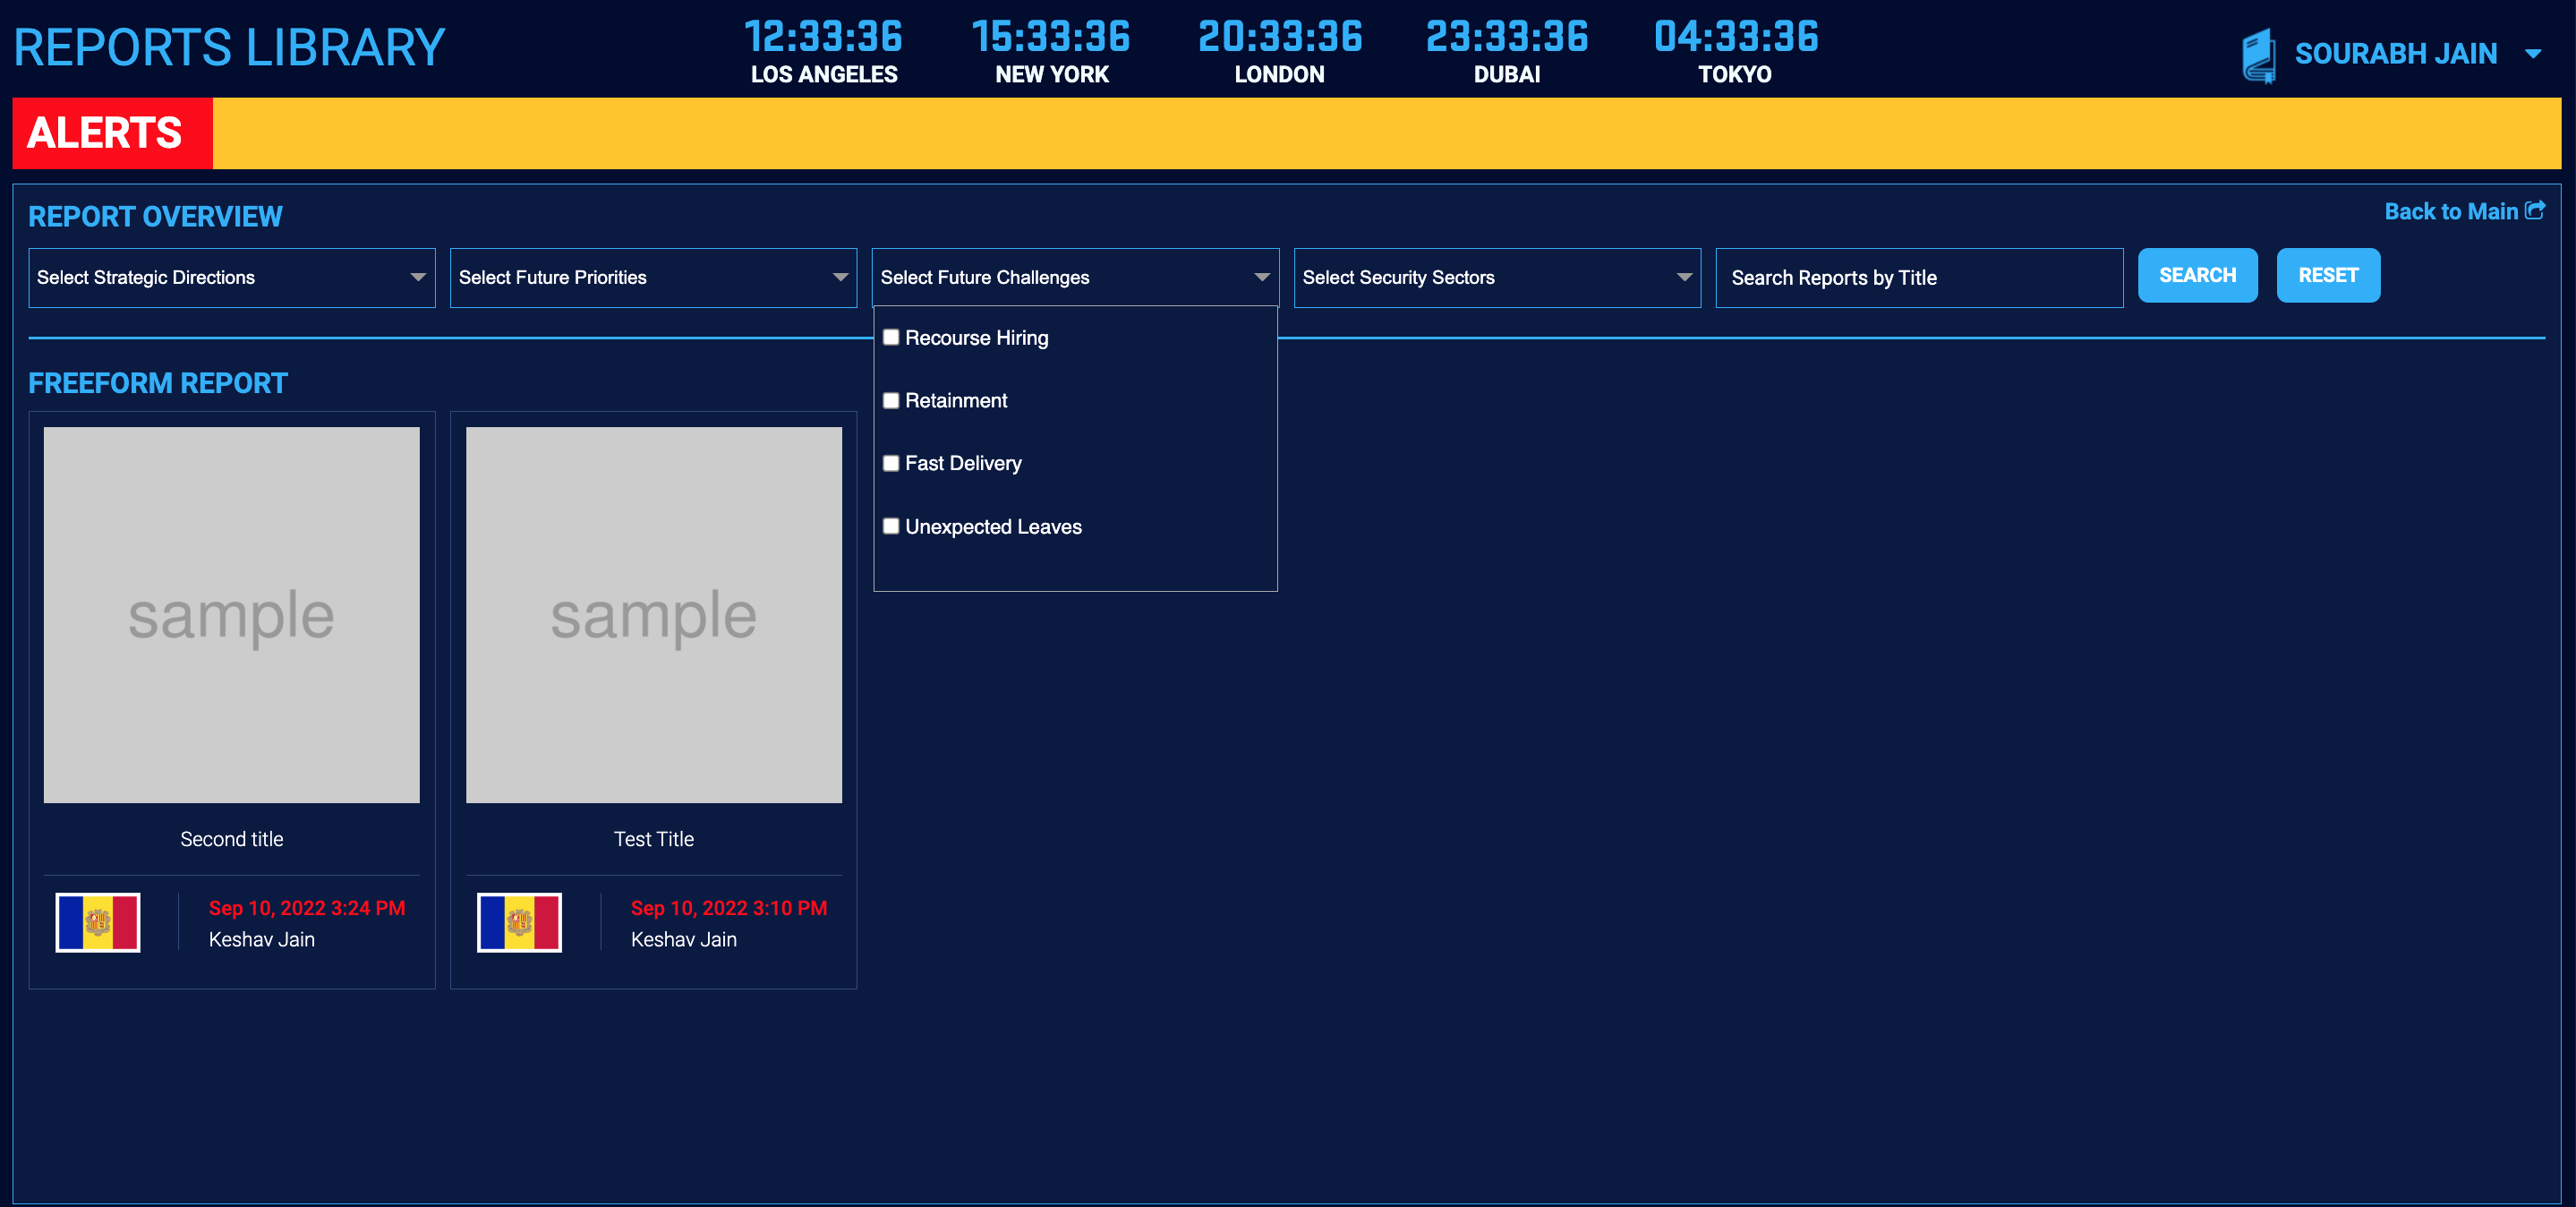 REPORTS LIBRARY
12:33:36
LOS ANGELES
15:33:36
NEW YORK
20:33:36
LONDON
23:33:36
DUBAI
04:33:36
TOKYO
SOURABH JAIN
ALERTS
REPORT OVERVIEW
Back to Main
Select Strategic Directions
Select Future Priorities
Select Future Challenges
Select Security Sectors
Search Reports by Title
SEARCH
RESET
Recourse Hiring
Retainment
Fast Delivery
Unexpected Leaves
FREEFORM REPORT
sample
Second title
Sep 10, 2022 3:24 PM
Keshav Jain
sample
Test Title
Sep 10, 2022 3:10 PM
Keshav Jain